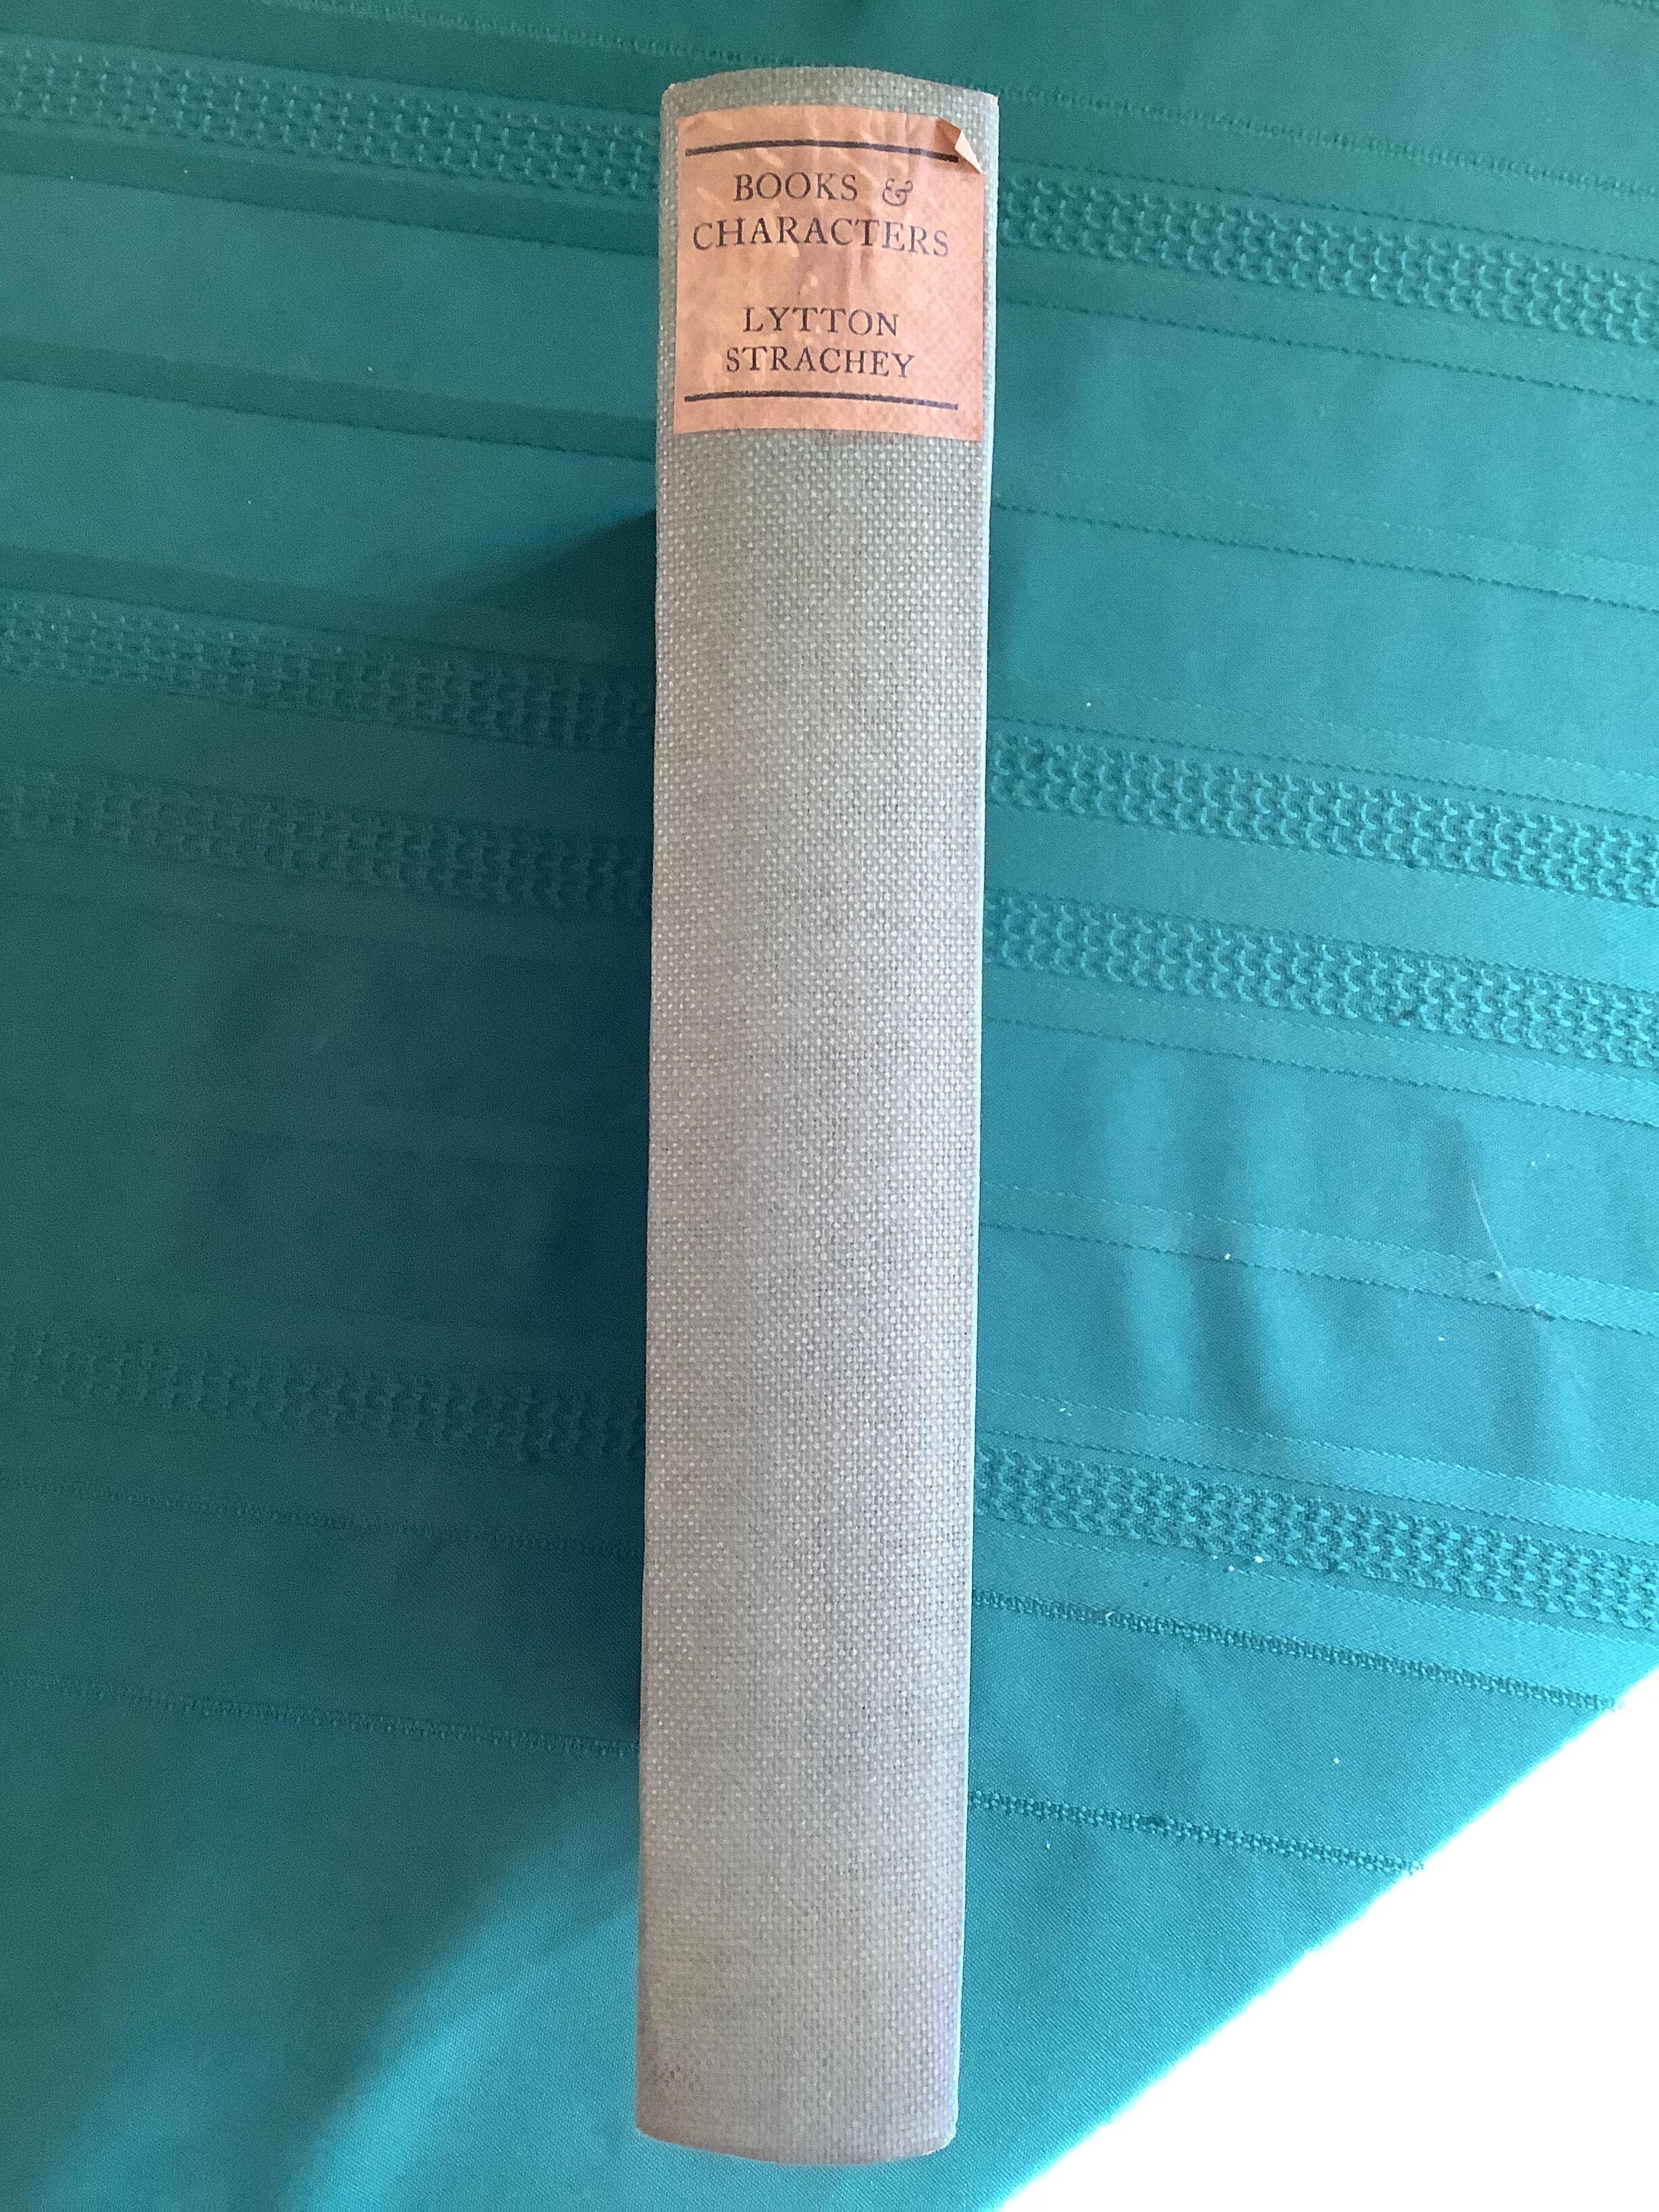 BOOKS &
CHARACTERS
LYTTON
STRACHEY